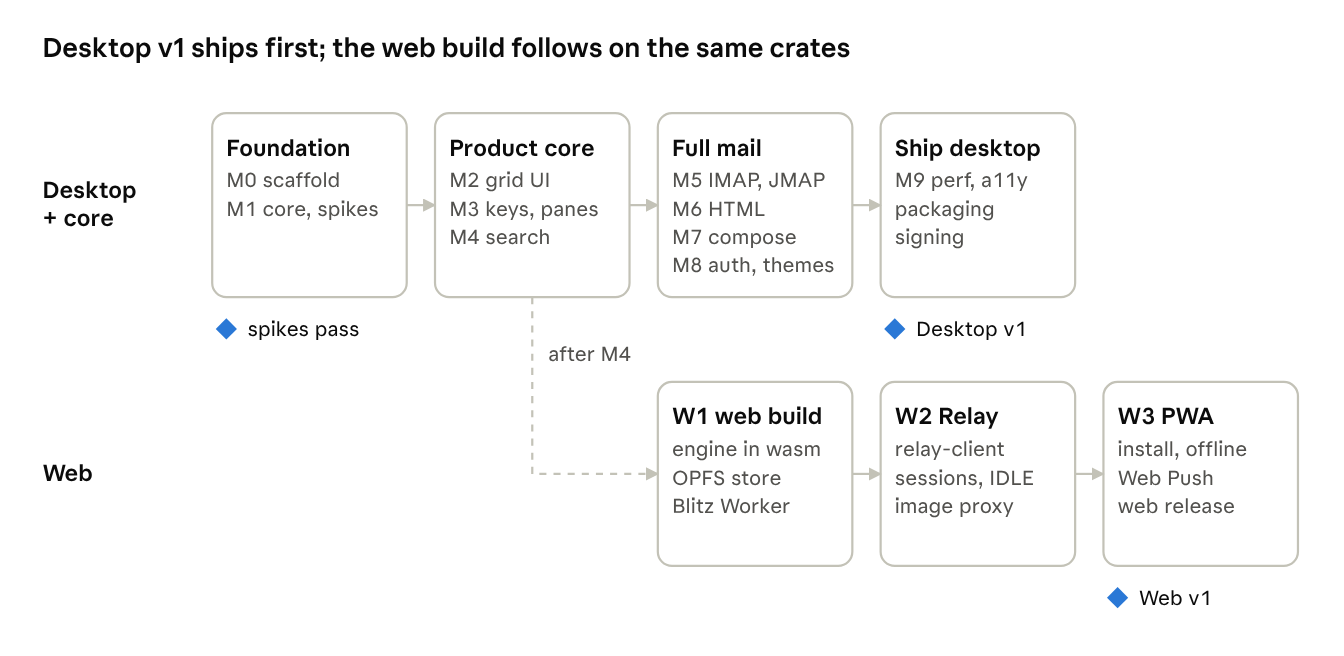 Desktop v1 ships first; the web build follows on the same crates
Desktop
+ core
Foundation
M0 scaffold
M1 core, spikes
Product core
M2 grid UI
M3 keys, panes
M4 search
Full mail
M5 IMAP, JMAP
M6 HTML
M7 compose
M8 auth, themes
Ship desktop
M9 perf, a11y
packaging
signing
spikes pass
Desktop v1
after M4
Web
W1 web build
engine in wasm
OPFS store
Blitz Worker
W2 Relay
relay-client
sessions, IDLE
image proxy
W3 PWA
install, offline
Web Push
web release
Web v1